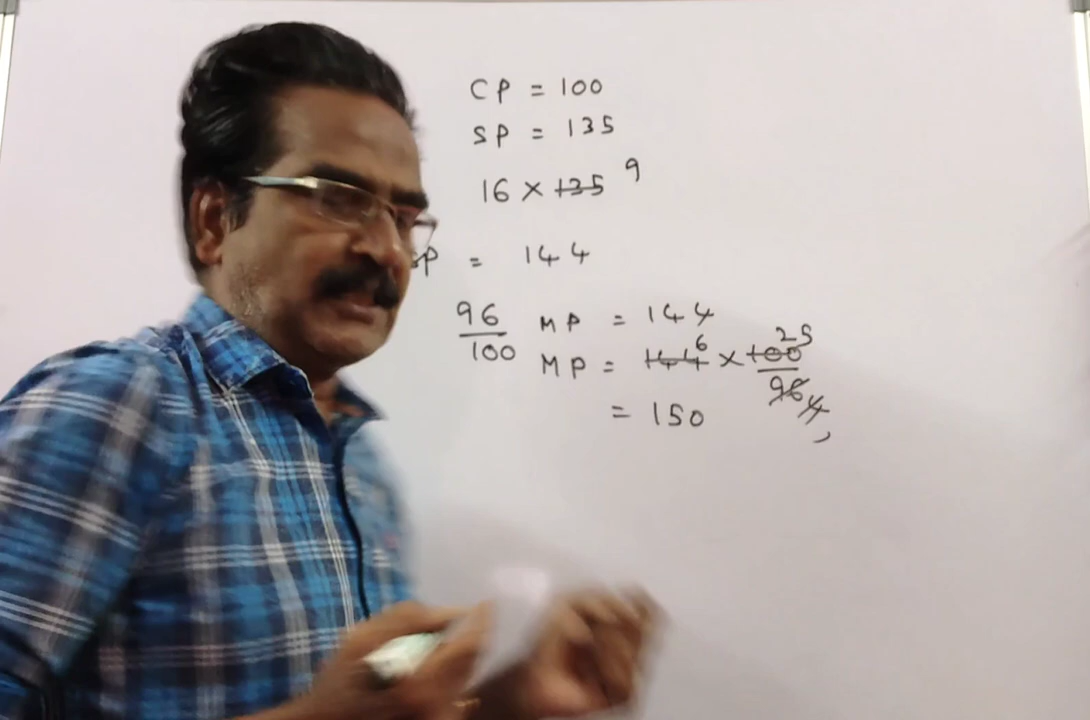 CP = 100
SP = 135
16 × 135 9
SP = 144
96/100 MP = 144
MP = 144 6 × 100 25 / 96 4
= 150